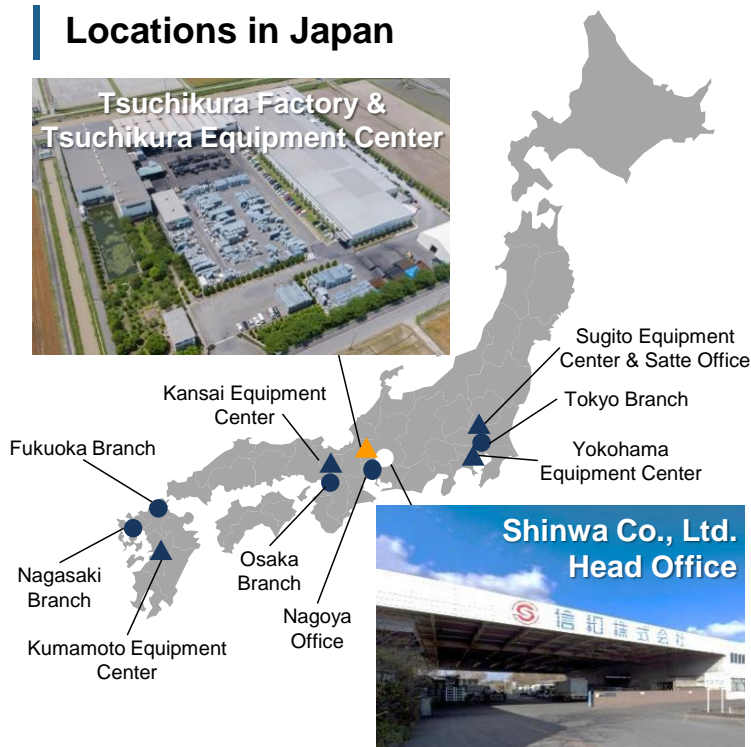 Locations in Japan
Tsuchikura Factory &
Tsuchikura Equipment Center
Sugito Equipment
Center & Satte Office
Kansai Equipment
Center
Tokyo Branch
Fukuoka Branch
Yokohama
Equipment Center
Shinwa Co., Ltd.
Head Office
Osaka
Branch
Nagasaki
Branch
Nagoya
Office
信和株式会社
Kumamoto Equipment
Center